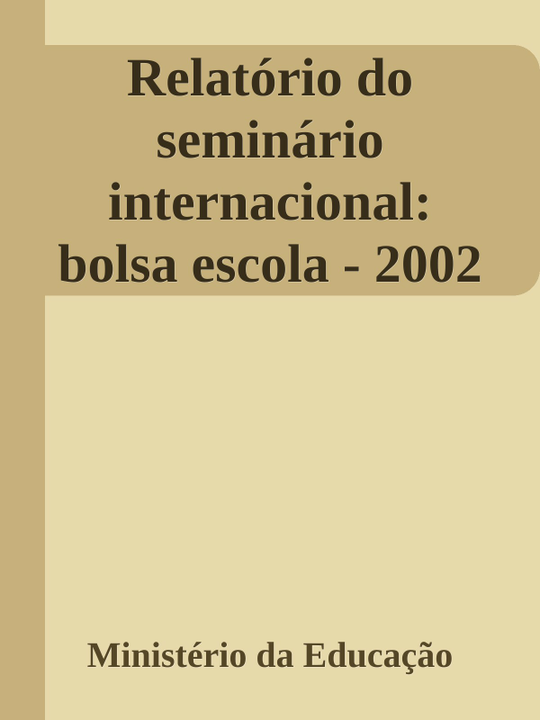 Relatório do
seminário
internacional:
bolsa escola - 2002
Ministério da Educação